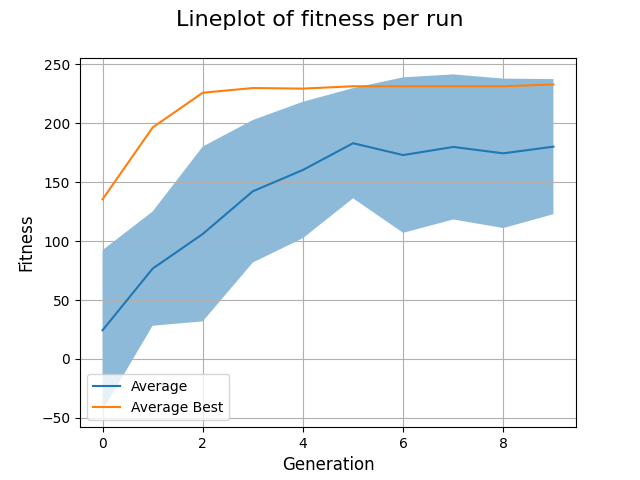 Lineplot of fitness per run
250
200
150
100
50
0
−50
Fitness
Average
Average Best
0 2 4 6 8
Generation